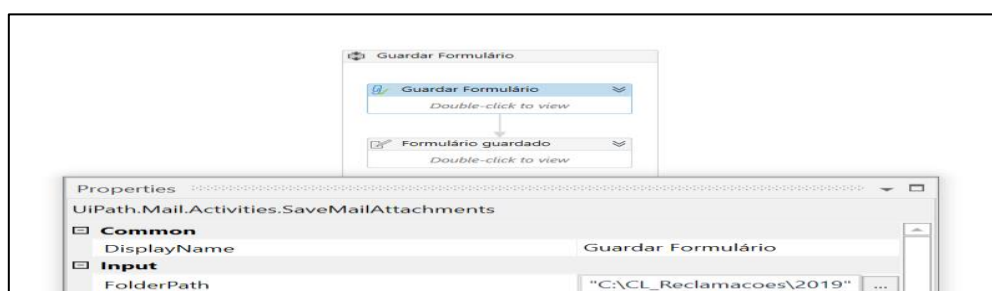 Guardar Formulário
Guardar Formulário
Double-click to view
Formulário guardado
Double-click to view
Properties
UiPath.Mail.Activities.SaveMailAttachments
Common
DisplayName Guardar Formulário
Input
FolderPath "C:\CL_Reclamacoes\2019" ...